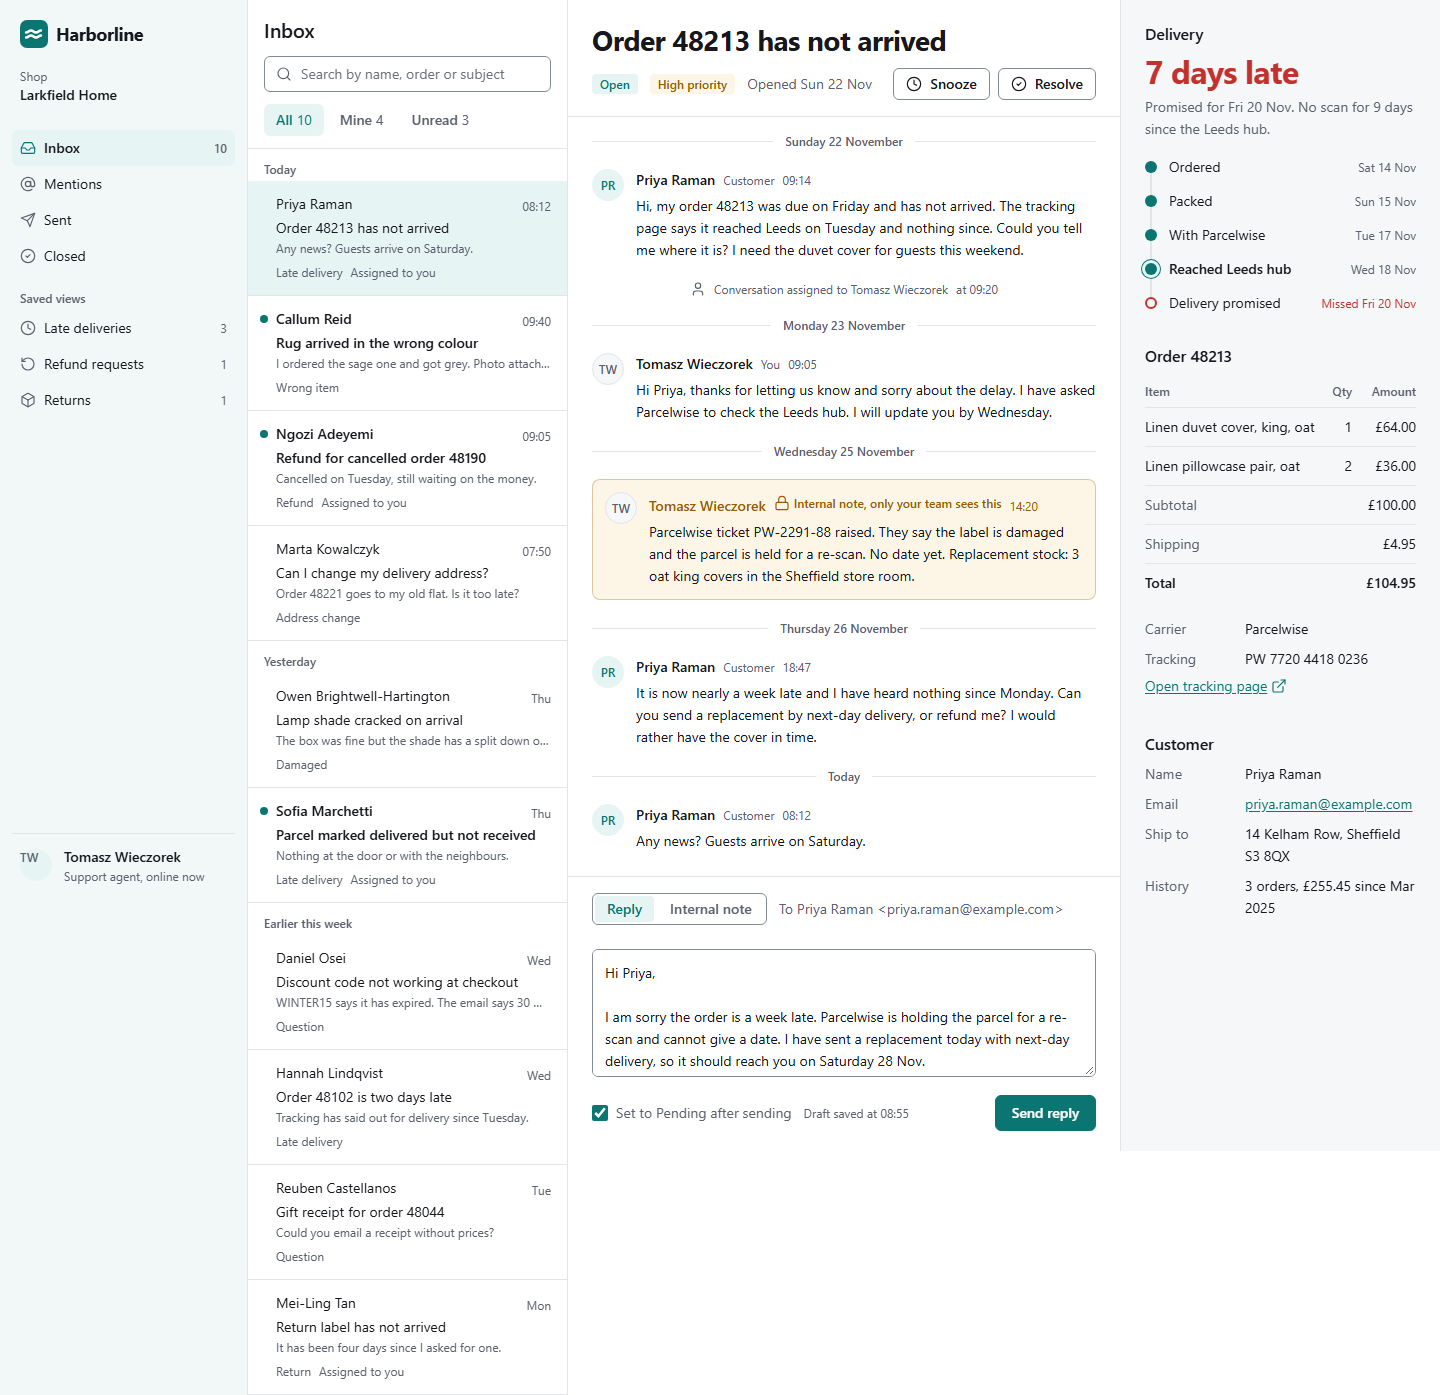 Harborline
Shop
Larkfield Home
Inbox 10
Mentions
Sent
Closed
Saved views
Late deliveries 3
Refund requests 1
Returns 1
TW
Tomasz Wieczorek
Support agent, online now
Inbox
Search by name, order or subject
All 10 Mine 4 Unread 3
Today
Priya Raman 08:12
Order 48213 has not arrived
Any news? Guests arrive on Saturday.
Late delivery Assigned to you
Callum Reid 09:40
Rug arrived in the wrong colour
I ordered the sage one and got grey. Photo attach...
Wrong item
Ngozi Adeyemi 09:05
Refund for cancelled order 48190
Cancelled on Tuesday, still waiting on the money.
Refund Assigned to you
Marta Kowalczyk 07:50
Can I change my delivery address?
Order 48221 goes to my old flat. Is it too late?
Address change
Yesterday
Owen Brightwell-Hartington Thu
Lamp shade cracked on arrival
The box was fine but the shade has a split down o...
Damaged
Sofia Marchetti Thu
Parcel marked delivered but not received
Nothing at the door or with the neighbours.
Late delivery Assigned to you
Earlier this week
Daniel Osei Wed
Discount code not working at checkout
WINTER15 says it has expired. The email says 30 ...
Question
Hannah Lindqvist Wed
Order 48102 is two days late
Tracking has said out for delivery since Tuesday.
Late delivery
Reuben Castellanos Tue
Gift receipt for order 48044
Could you email a receipt without prices?
Question
Mei-Ling Tan Mon
Return label has not arrived
It has been four days since I asked for one.
Return Assigned to you
Order 48213 has not arrived
Open High priority Opened Sun 22 Nov Snooze Resolve
Sunday 22 November
PR Priya Raman Customer 09:14
Hi, my order 48213 was due on Friday and has not arrived. The tracking
page says it reached Leeds on Tuesday and nothing since. Could you tell
me where it is? I need the duvet cover for guests this weekend.
Conversation assigned to Tomasz Wieczorek at 09:20
Monday 23 November
TW Tomasz Wieczorek You 09:05
Hi Priya, thanks for letting us know and sorry about the delay. I have asked
Parcelwise to check the Leeds hub. I will update you by Wednesday.
Wednesday 25 November
TW Tomasz Wieczorek Internal note, only your team sees this 14:20
Parcelwise ticket PW-2291-88 raised. They say the label is damaged
and the parcel is held for a re-scan. No date yet. Replacement stock: 3
oat king covers in the Sheffield store room.
Thursday 26 November
PR Priya Raman Customer 18:47
It is now nearly a week late and I have heard nothing since Monday. Can
you send a replacement by next-day delivery, or refund me? I would
rather have the cover in time.
Today
PR Priya Raman Customer 08:12
Any news? Guests arrive on Saturday.
Reply Internal note To Priya Raman <priya.raman@example.com>
Hi Priya,
I am sorry the order is a week late. Parcelwise is holding the parcel for a re-
scan and cannot give a date. I have sent a replacement today with next-day
delivery, so it should reach you on Saturday 28 Nov.
Set to Pending after sending Draft saved at 08:55 Send reply
Delivery
7 days late
Promised for Fri 20 Nov. No scan for 9 days
since the Leeds hub.
Ordered Sat 14 Nov
Packed Sun 15 Nov
With Parcelwise Tue 17 Nov
Reached Leeds hub Wed 18 Nov
Delivery promised Missed Fri 20 Nov
Order 48213
Item Qty Amount
Linen duvet cover, king, oat 1 £64.00
Linen pillowcase pair, oat 2 £36.00
Subtotal £100.00
Shipping £4.95
Total £104.95
Carrier Parcelwise
Tracking PW 7720 4418 0236
Open tracking page
Customer
Name Priya Raman
Email priya.raman@example.com
Ship to 14 Kelham Row, Sheffield
S3 8QX
History 3 orders, £255.45 since Mar
2025